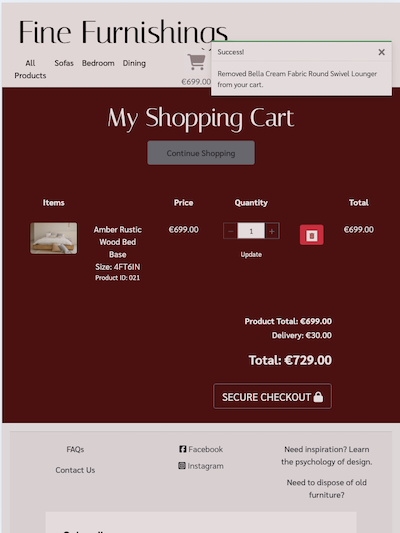 Fine Furnishings
All Products
Sofas
Bedroom
Dining
€699.00
Success!
Removed Bella Cream Fabric Round Swivel Lounger
from your cart.
My Shopping Cart
Continue Shopping
Items Price Quantity Total
Amber Rustic
Wood Bed
Base
Size: 4FT6IN
Product ID: 021
€699.00
1
Update
€699.00
Product Total: €699.00
Delivery: €30.00
Total: €729.00
SECURE CHECKOUT
FAQs
Contact Us
Facebook
Instagram
Need inspiration? Learn
the psychology of design.
Need to dispose of old
furniture?